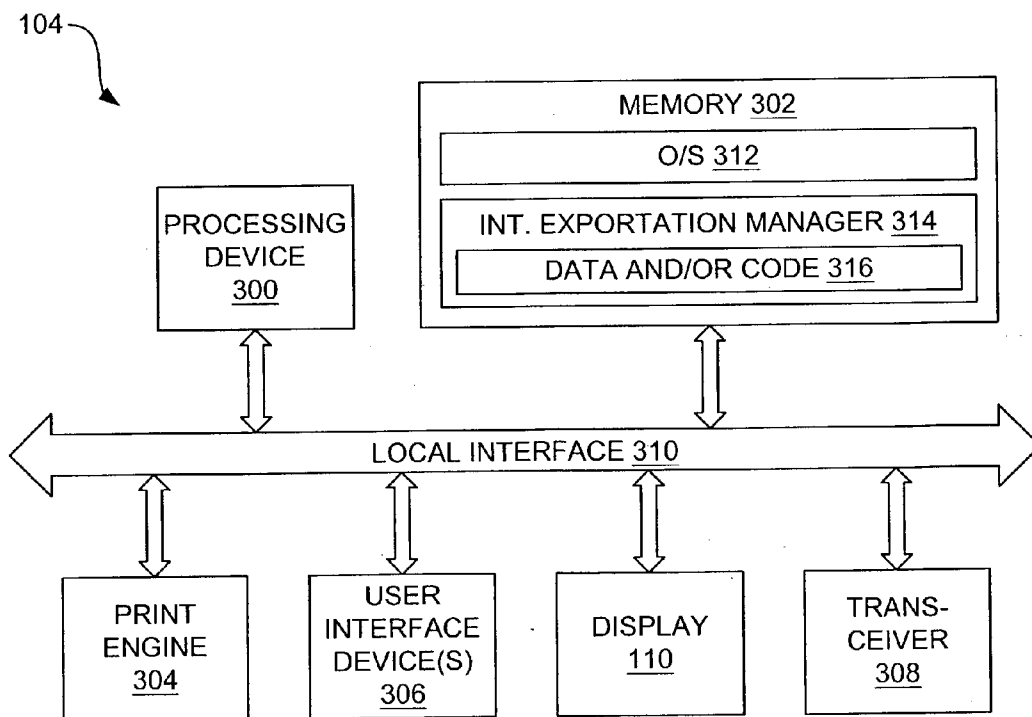 104
MEMORY 302
O/S 312
INT. EXPORTATION MANAGER 314
DATA AND/OR CODE 316
PROCESSING
DEVICE
300
LOCAL INTERFACE 310
PRINT
ENGINE
304
USER
INTERFACE
DEVICE(S)
306
DISPLAY
110
TRANS-
CEIVER
308